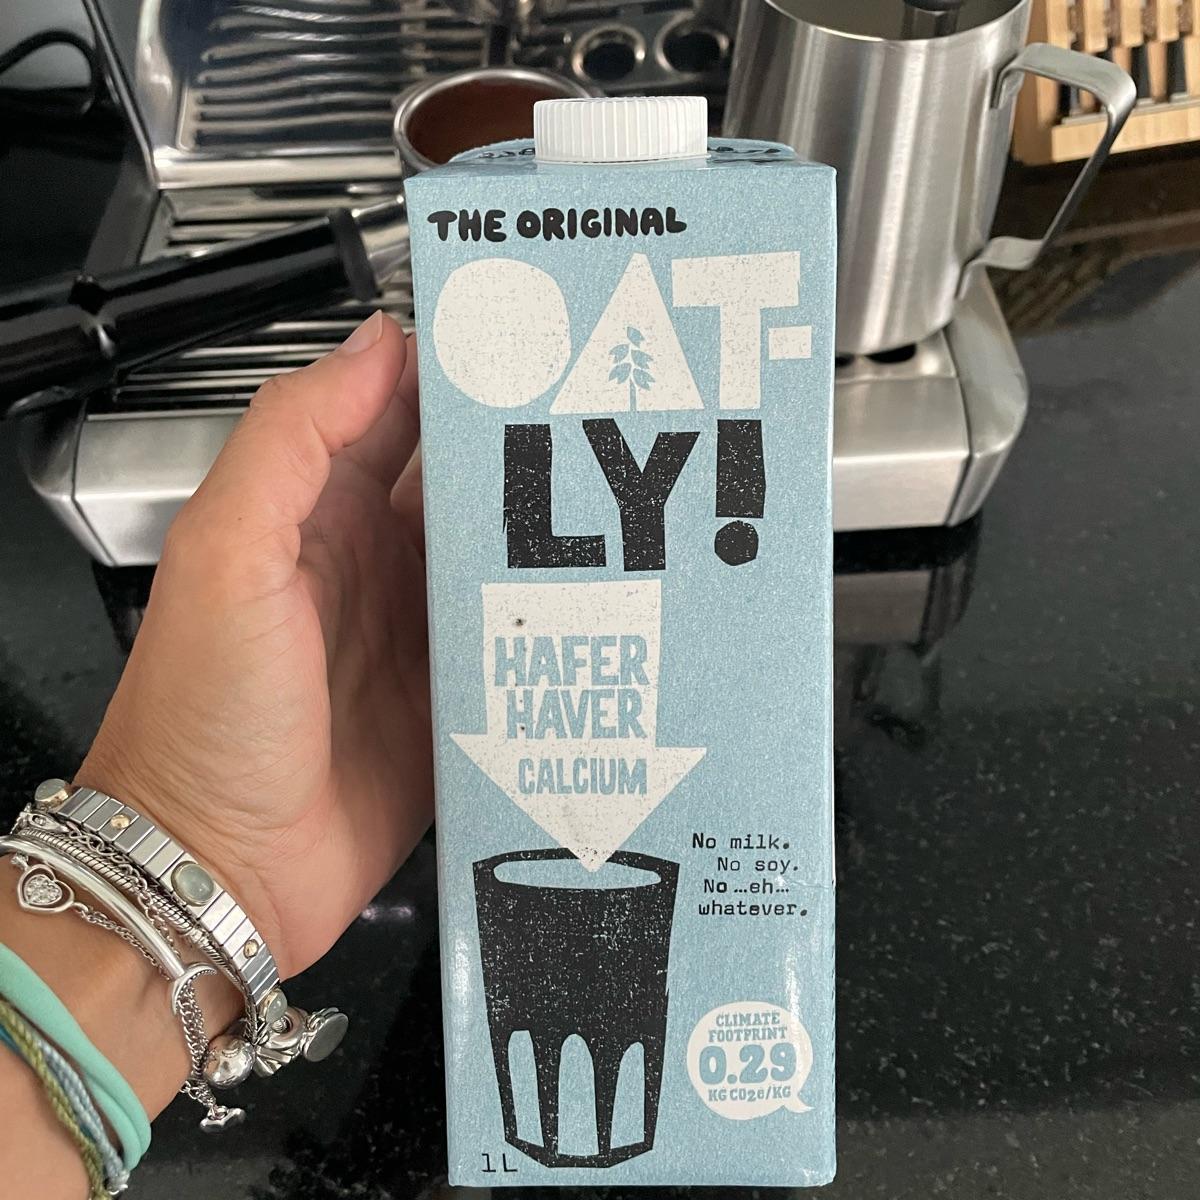 THE ORIGINAL
OAT-
LY!
HAFER
HAVER
CALCIUM
No milk.
No soy.
No ...eh...
whatever.
CLIMATE
FOOTPRINT
0.29
KG CO2e/KG
1L